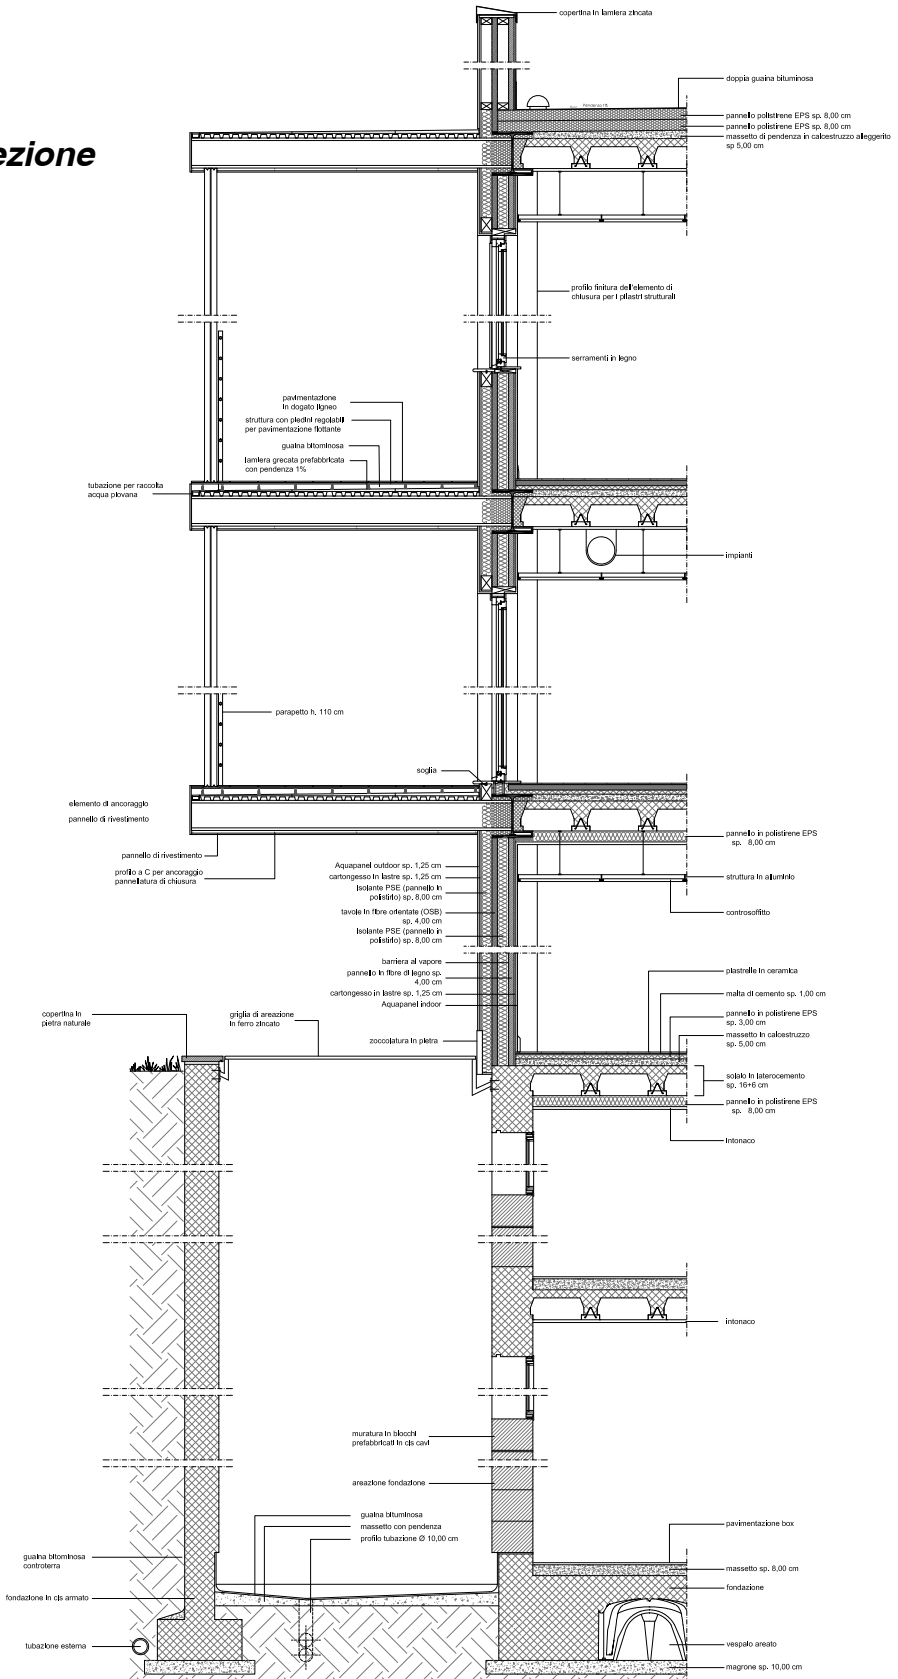 copertina in lamiera zincata
doppia guaina bituminosa
Pendenza 1%
pannello polistirene EPS sp. 8,00 cm
pannello polistirene EPS sp. 8,00 cm
massetto di pendenza in calcestruzzo alleggerito
sp 5,00 cm
ezione
profilo finitura dell'elemento di
chiusura per i pilastri strutturali
serramenti in legno
pavimentazione
in dogato ligneo
struttura con piedini regolabili
per pavimentazione flottante
guaina bitominosa
lamiera grecata prefabbricata
con pendenza 1%
tubazione per raccolta
acqua piovana
impianti
parapetto h. 110 cm
soglia
elemento di ancoraggio
pannello di rivestimento
pannello di rivestimento
profilo a C per ancoraggio
pannellatura di chiusura
pannello in polistirene EPS
sp. 8,00 cm
struttura in alluminio
controsoffitto
Aquapanel outdoor sp. 1,25 cm
cartongesso in lastre sp. 1,25 cm
Isolante PSE (pannello in
polistirlo) sp. 8,00 cm
tavole in fibre orientate (OSB)
sp. 4,00 cm
Isolante PSE (pannello in
polistirlo) sp. 8,00 cm
barriera al vapore
pannello in fibre di legno sp.
4,00 cm
cartongesso in lastre sp. 1,25 cm
Aquapanel indoor
piastrelle in ceramica
malta di cemento sp. 1,00 cm
pannello in polistirene EPS
sp. 3,00 cm
massetto in calcestruzzo
sp. 5,00 cm
copertina in
pietra naturale
griglia di areazione
in ferro zincato
zoccolatura in pietra
solaio in laterocemento
sp. 16+6 cm
pannello in polistirene EPS
sp. 8,00 cm
intonaco
intonaco
muratura in blocchi
prefabbricati in cls cavi
areazione fondazione
guaina bituminosa
massetto con pendenza
profilo tubazione Ø 10,00 cm
pavimentazione box
guaina bitominosa
controterra
massetto sp. 8,00 cm
fondazione
fondazione in cls armato
tubazione esterna
vespaio areato
magrone sp. 10,00 cm